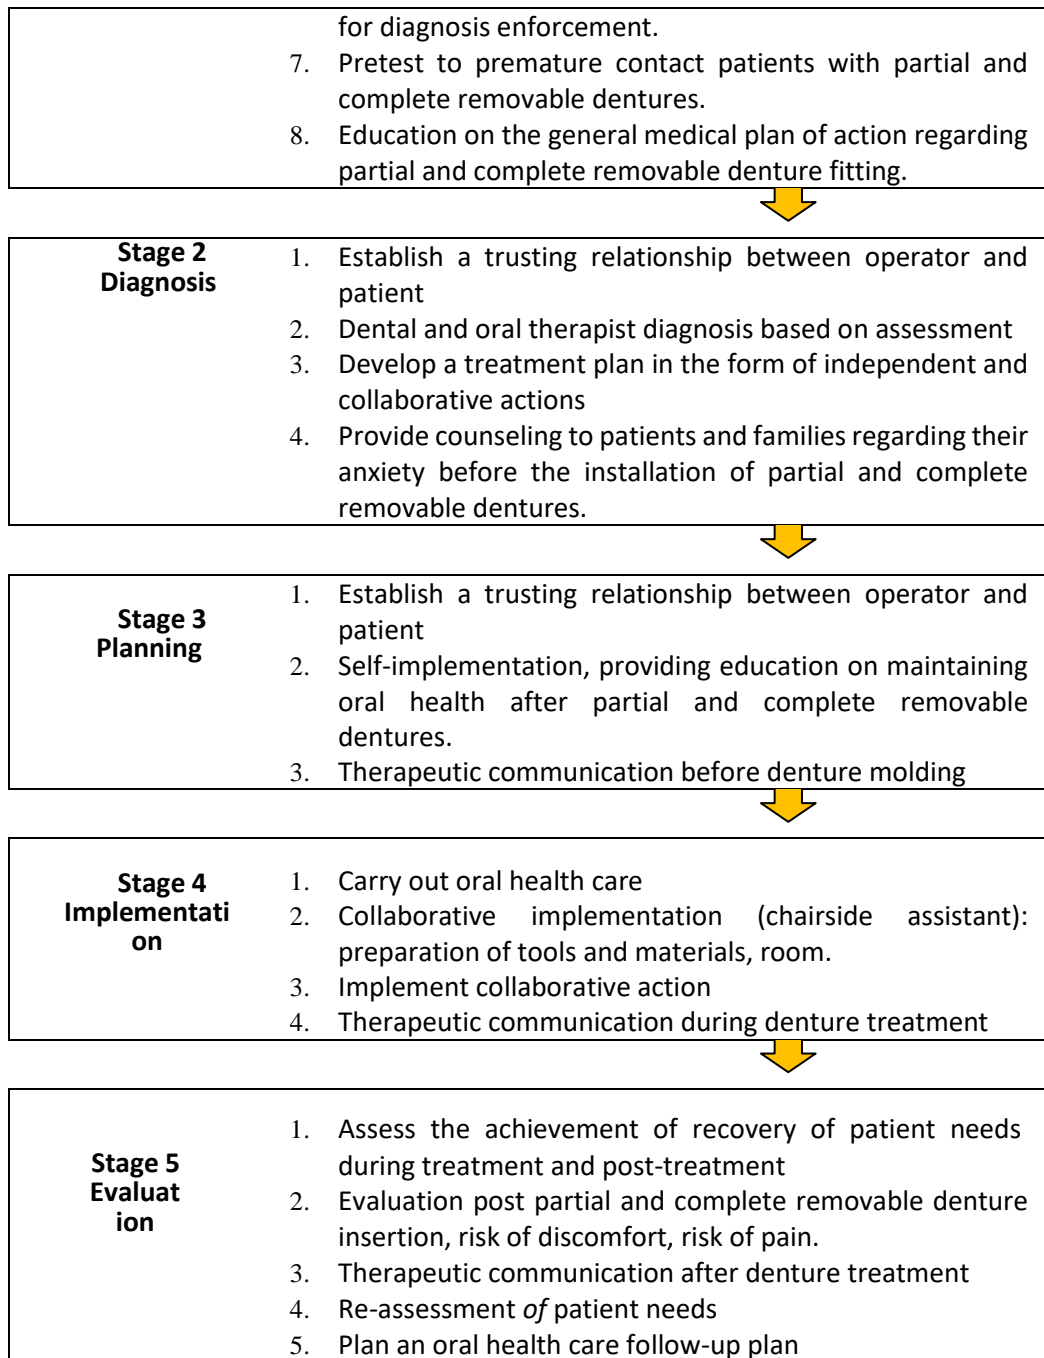 for diagnosis enforcement.
7. Pretest to premature contact patients with partial and
complete removable dentures.
8. Education on the general medical plan of action regarding
partial and complete removable denture fitting.
Stage 2
Diagnosis
1. Establish a trusting relationship between operator and
patient
2. Dental and oral therapist diagnosis based on assessment
3. Develop a treatment plan in the form of independent and
collaborative actions
4. Provide counseling to patients and families regarding their
anxiety before the installation of partial and complete
removable dentures.
Stage 3
Planning
1. Establish a trusting relationship between operator and
patient
2. Self-implementation, providing education on maintaining
oral health after partial and complete removable
dentures.
3. Therapeutic communication before denture molding
Stage 4
Implementati
on
1. Carry out oral health care
2. Collaborative implementation (chairside assistant):
preparation of tools and materials, room.
3. Implement collaborative action
4. Therapeutic communication during denture treatment
Stage 5
Evaluat
ion
1. Assess the achievement of recovery of patient needs
during treatment and post-treatment
2. Evaluation post partial and complete removable denture
insertion, risk of discomfort, risk of pain.
3. Therapeutic communication after denture treatment
4. Re-assessment of patient needs
5. Plan an oral health care follow-up plan